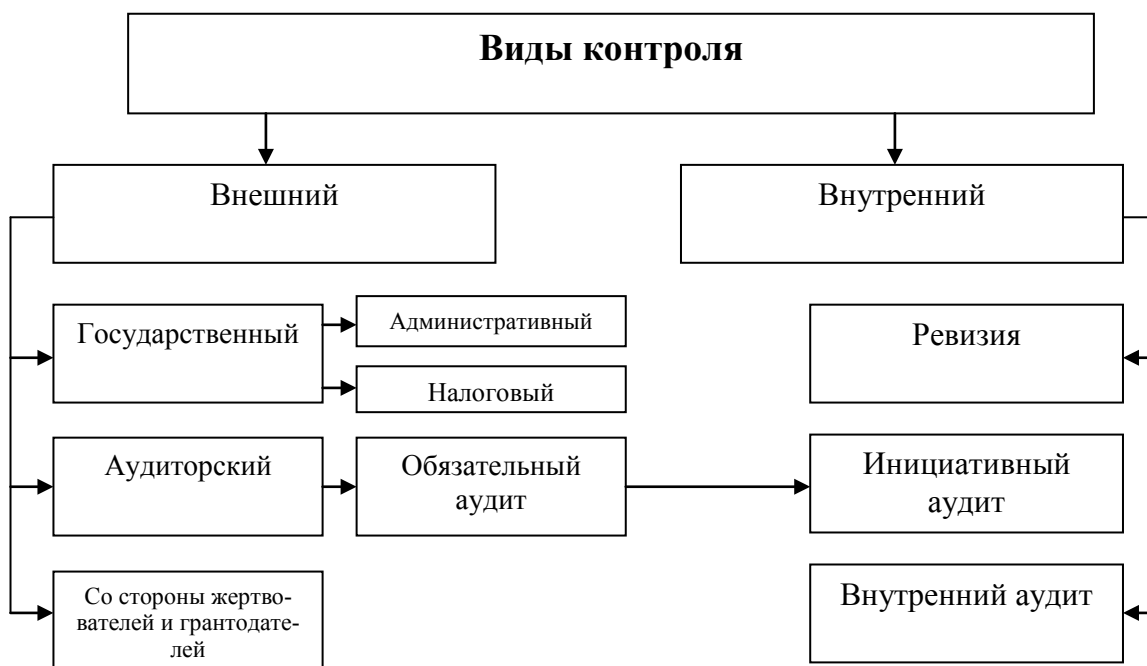 Виды контроля
Внешний
Внутренний
Государственный
Административный
Налоговый
Ревизия
Аудиторский
Обязательный
аудит
Инициативный
аудит
Со стороны жертво-
вателей и грантодате-
лей
Внутренний аудит